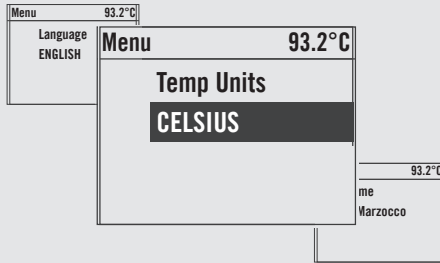 Menu 93.2°C
Language
ENGLISH
Menu 93.2°C
Temp Units
CELSIUS
93.2°C
me
Marzocco